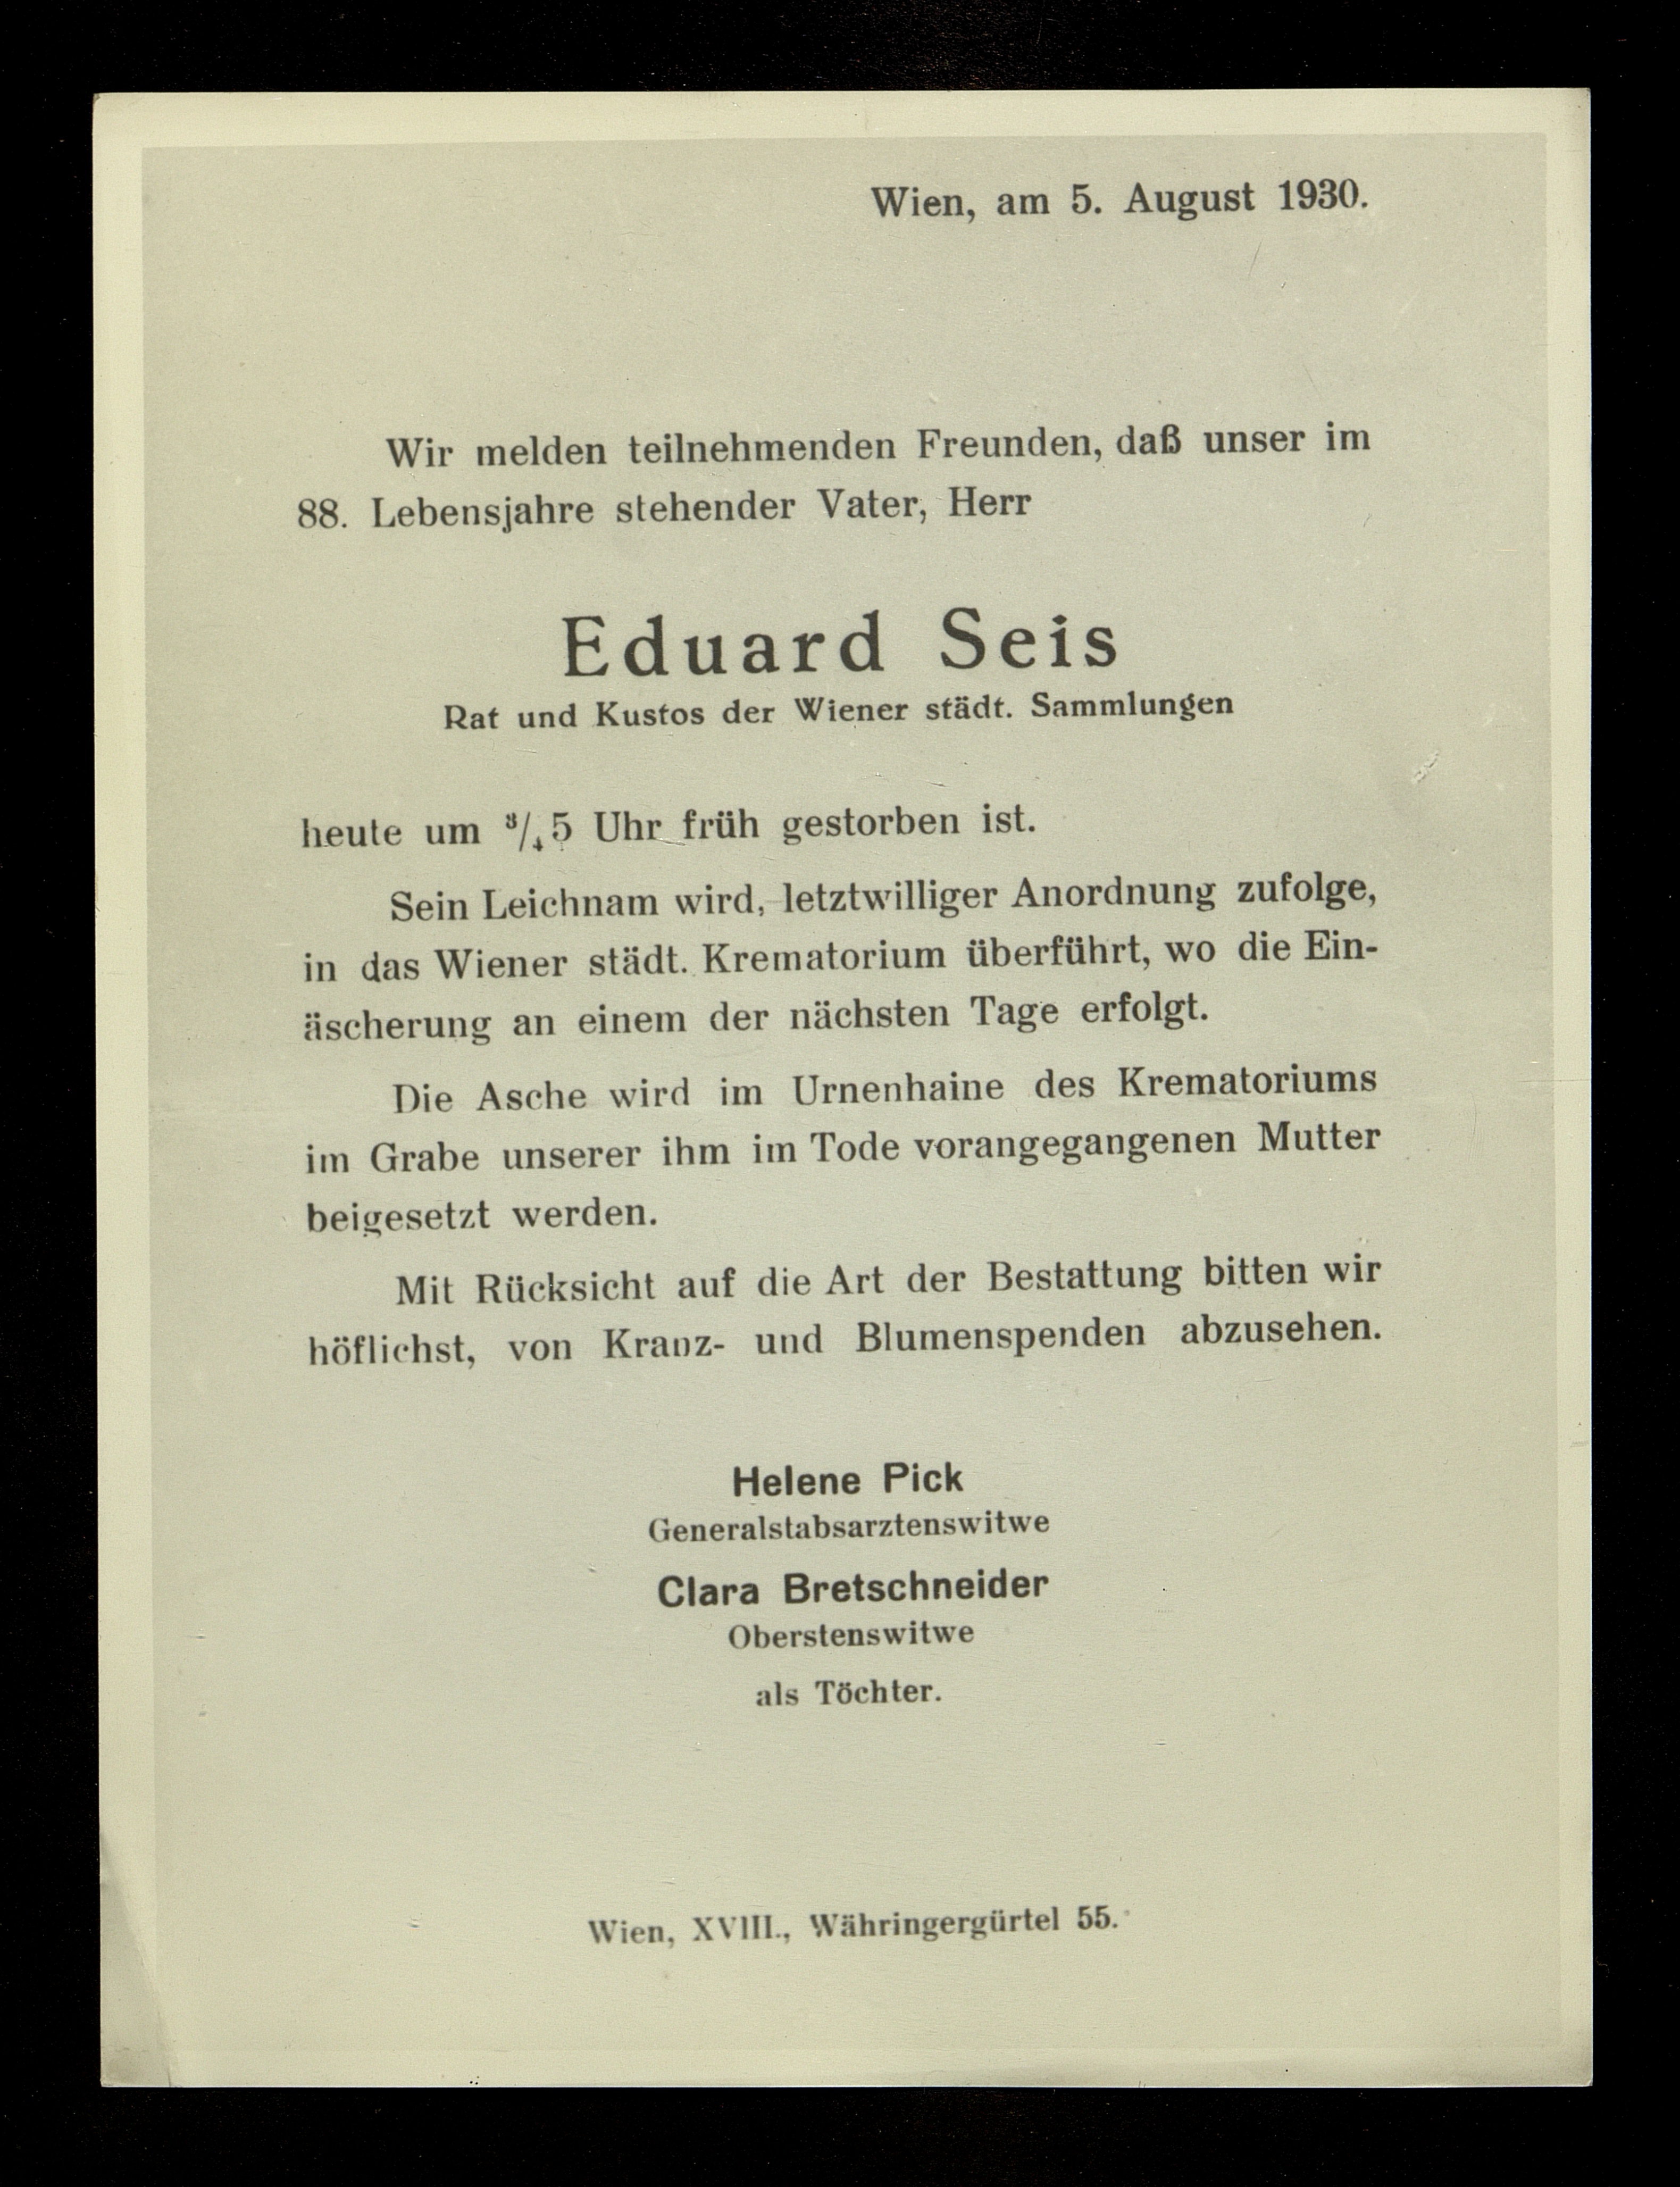 Wien, am 5. August 1930.
Wir melden teilnehmenden Freunden, daß unser im
88. Lebensjahre stehender Vater, Herr
Eduard Seis
Rat und Kustos der Wiener städt. Sammlungen
heute um ¾5 Uhr früh gestorben ist.
Sein Leichnam wird, letztwilliger Anordnung zufolge,
in das Wiener städt. Krematorium überführt, wo die Ein-
äscherung an einem der nächsten Tage erfolgt.
Die Asche wird im Urnenhaine des Krematoriums
im Grabe unserer ihm im Tode vorangegangenen Mutter
beigesetzt werden.
Mit Rücksicht auf die Art der Bestattung bitten wir
höflichst, von Kranz- und Blumenspenden abzusehen.
Helene Pick
Generalstabsarztenswitwe
Clara Bretschneider
Oberstenswitwe
als Töchter.
Wien, XVIII., Währingergürtel 55.